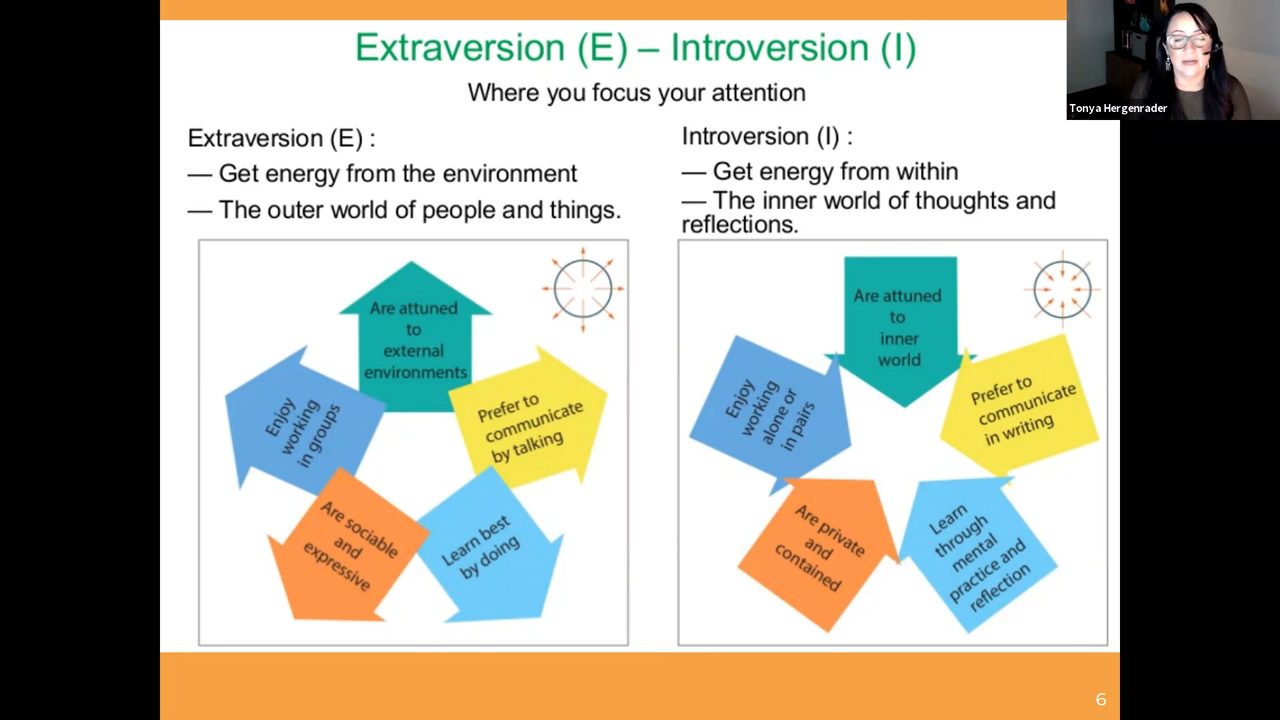 Extraversion (E) – Introversion (I)
Where you focus your attention
Tonya Hergenrader
Extraversion (E) :
— Get energy from the environment
— The outer world of people and things.
Introversion (I) :
— Get energy from within
— The inner world of thoughts and
reflections.
Are attuned
to
external
environments
Prefer to
communicate
by talking
Learn best
by doing
Are sociable
and
expressive
Enjoy
working
in groups
Are attuned
to
inner
world
Prefer to
communicate
in writing
Learn
through
mental
practice and
reflection
Are private
and
contained
Enjoy
working
alone or
in pairs
6